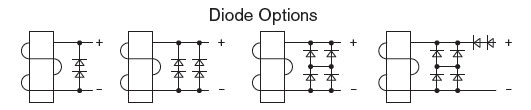 Diode Options
+ + + +
– – – –